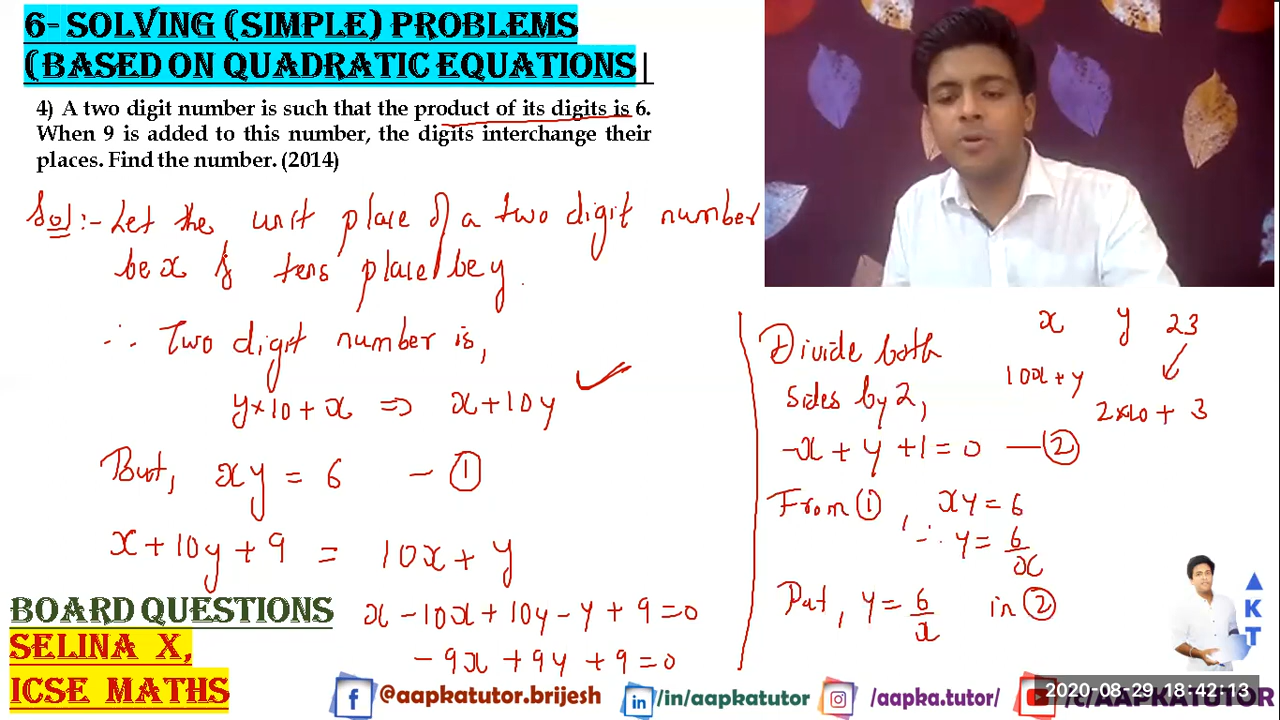 6- SOLVING (SIMPLE) PROBLEMS
(BASED ON QUADRATIC EQUATIONS
4) A two digit number is such that the product of its digits is 6.
When 9 is added to this number, the digits interchange their
places. Find the number. (2014)
Sol :- Let the unit place of a two digit number
be x & tens place be y
∴ Two digit number is,
y×10 + x ⇒ x+10y ✓
But, xy = 6 - ①
x+10y+9 = 10x + y
x - 10x + 10y - y + 9 = 0
-9x + 9y + 9 = 0
Divide both
sides by 2,
-x + y + 1 = 0 — ②
From ①, xy = 6
∴ y = 6/x
Put, y = 6/x in ②
x y 23
10x + y
2×10 + 3
BOARD QUESTIONS
SELINA X,
ICSE MATHS
@aapkatutor.brijesh
/in/aapkatutor
/aapka.tutor/
/c/AAPKATUTOR
2020-08-29 18:42:13
A
K
T